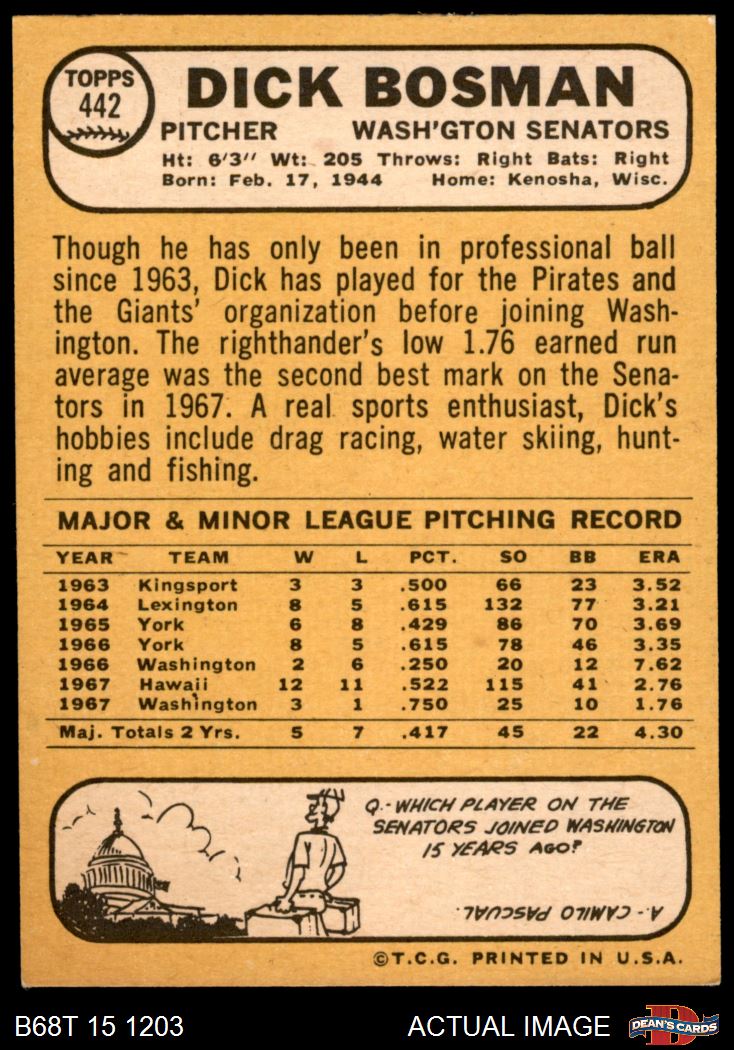 TOPPS
442
DICK BOSMAN
PITCHER WASH'GTON SENATORS
Ht: 6'3" Wt: 205 Throws: Right Bats: Right
Born: Feb. 17, 1944 Home: Kenosha, Wisc.
Though he has only been in professional ball
since 1963, Dick has played for the Pirates and
the Giants' organization before joining Wash-
ington. The righthander's low 1.76 earned run
average was the second best mark on the Sena-
tors in 1967. A real sports enthusiast, Dick's
hobbies include drag racing, water skiing, hunt-
ing and fishing.
MAJOR & MINOR LEAGUE PITCHING RECORD
YEAR TEAM W L PCT. SO BB ERA
1963 Kingsport 3 3 .500 66 23 3.52
1964 Lexington 8 5 .615 132 77 3.21
1965 York 6 8 .429 86 70 3.69
1966 York 8 5 .615 78 46 3.35
1966 Washington 2 6 .250 20 12 7.62
1967 Hawaii 12 11 .522 115 41 2.76
1967 Washington 3 1 .750 25 10 1.76
Maj. Totals 2 Yrs. 5 7 .417 45 22 4.30
Q.-WHICH PLAYER ON THE
SENATORS JOINED WASHINGTON
15 YEARS AGO?
A.-CAMILO PASCUAL.
©T.C.G. PRINTED IN U.S.A.
B68T 15 1203 ACTUAL IMAGE DEAN'S CARDS